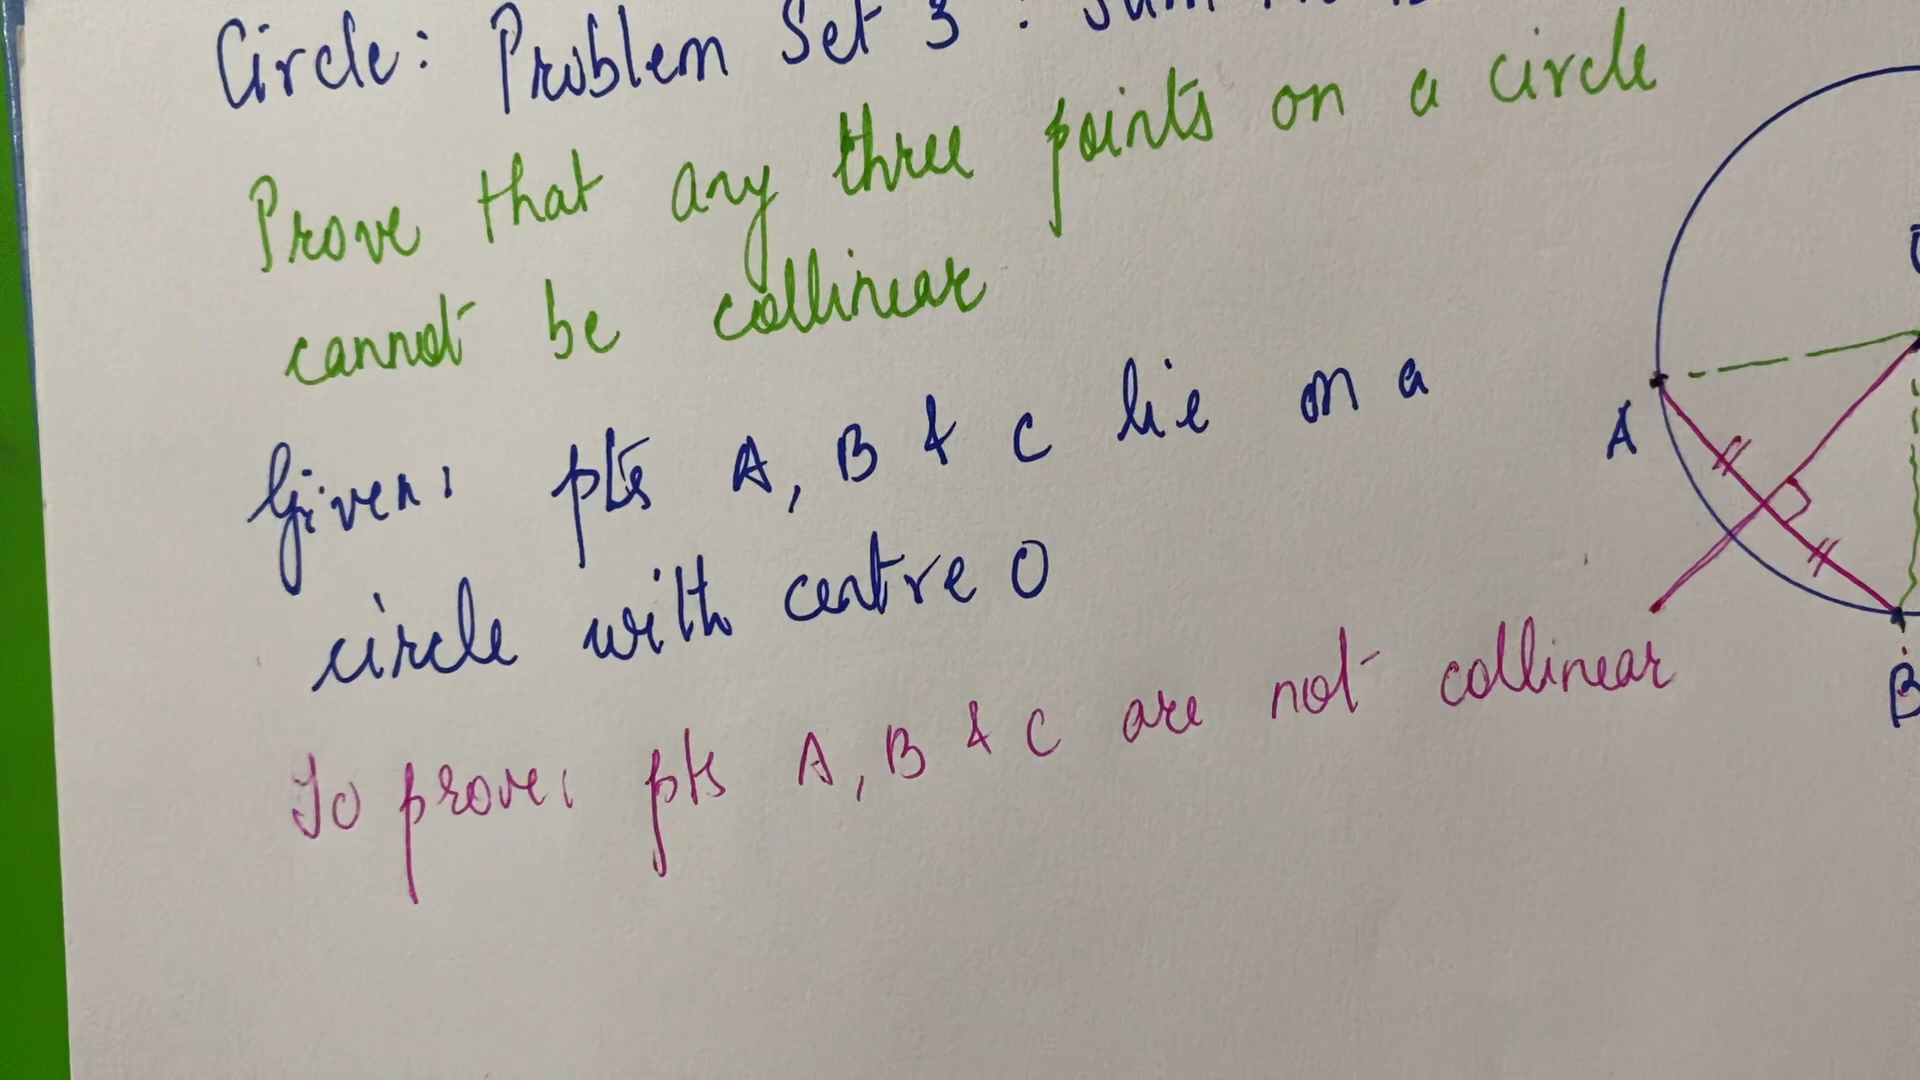 Circle: Problem Set 3:
Prove that any three points on a circle
cannot be collinear
Given: pts A, B & C lie on a
circle with centre O
To prove: pts A, B & C are not collinear
A
B